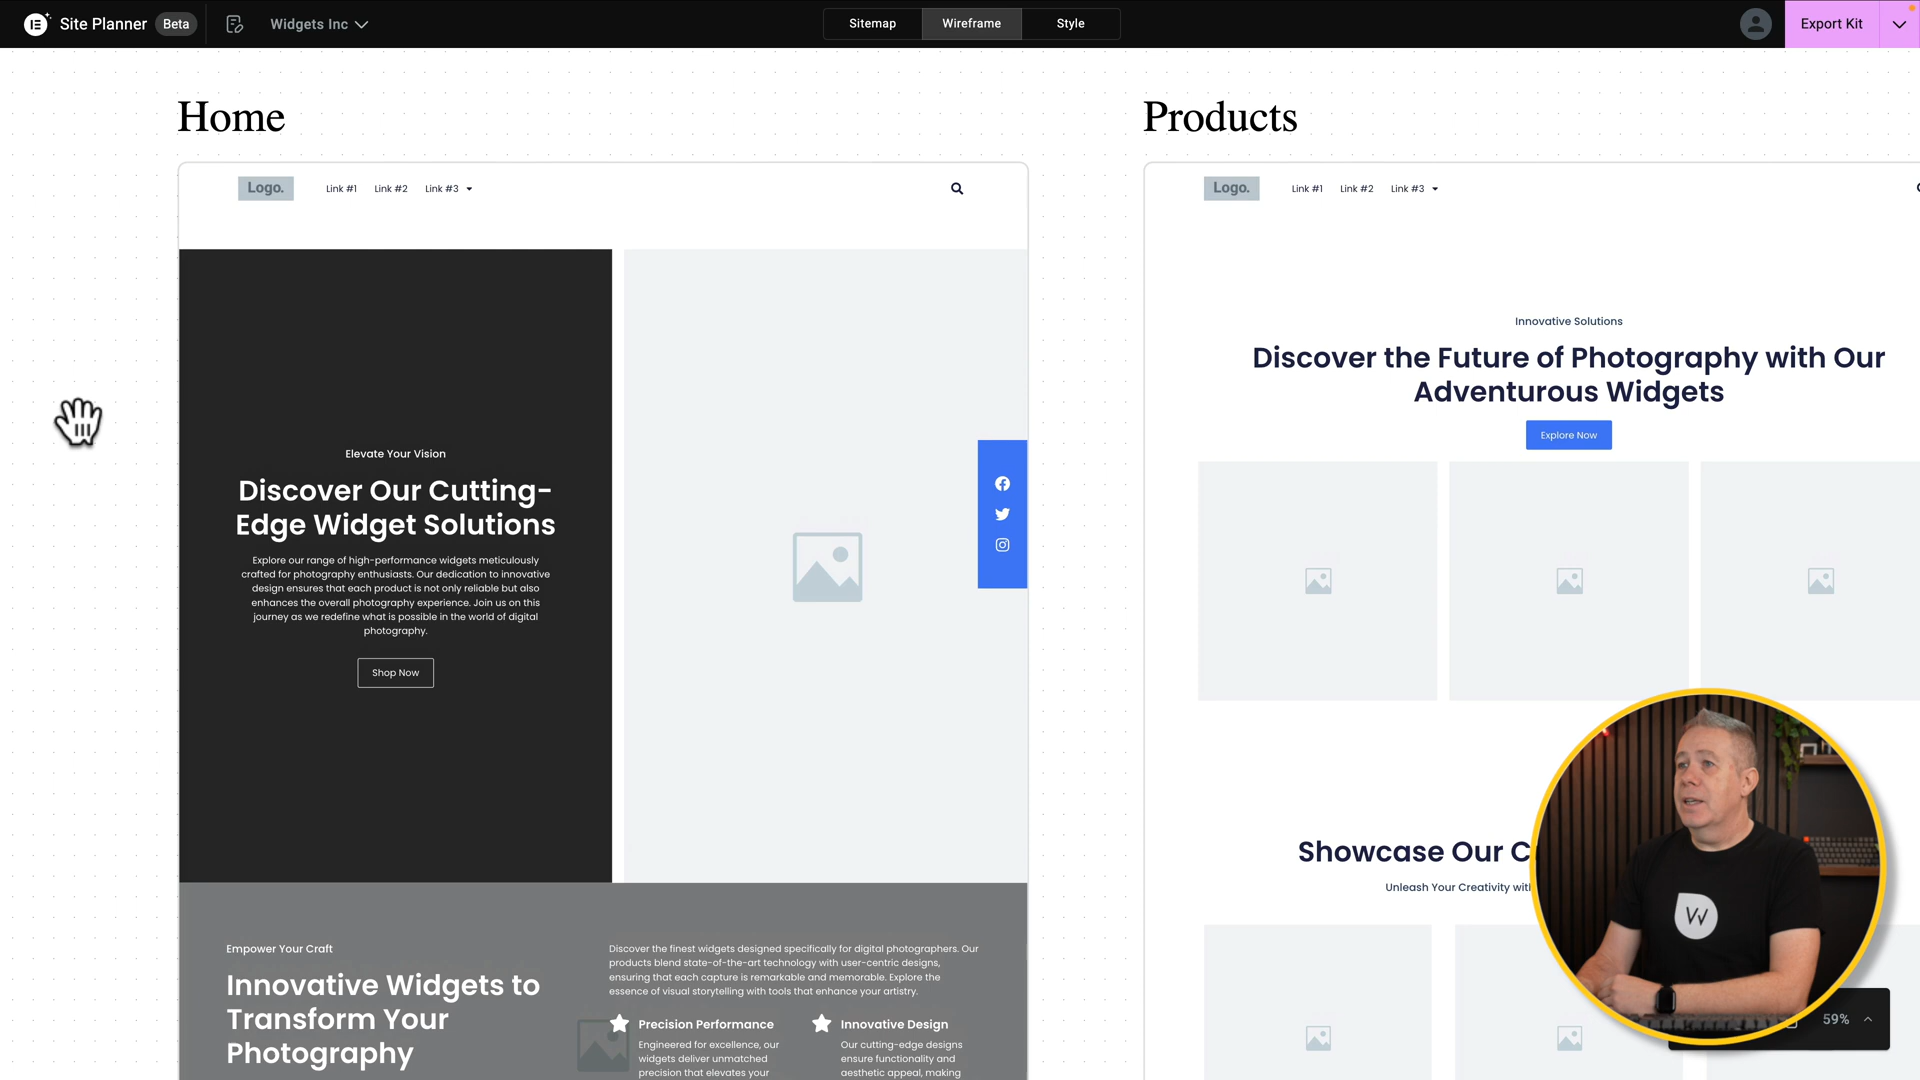 Site Planner Beta Widgets Inc Sitemap Wireframe Style Export Kit
Home
Logo. Link #1 Link #2 Link #3
Elevate Your Vision
Discover Our Cutting-
Edge Widget Solutions
Explore our range of high-performance widgets meticulously
crafted for photography enthusiasts. Our dedication to innovative
design ensures that each product is not only reliable but also
enhances the overall photography experience. Join us on this
journey as we redefine what is possible in the world of digital
photography.
Shop Now
Empower Your Craft
Innovative Widgets to
Transform Your
Photography
Discover the finest widgets designed specifically for digital photographers. Our
products blend state-of-the-art technology with user-centric designs,
ensuring that each capture is remarkable and memorable. Explore the
essence of visual storytelling with tools that enhance your artistry.
Precision Performance
Engineered for excellence, our
widgets deliver unmatched
precision that elevates your
Innovative Design
Our cutting-edge designs
ensure functionality and
aesthetic appeal, making
Products
Logo. Link #1 Link #2 Link #3
Innovative Solutions
Discover the Future of Photography with Our
Adventurous Widgets
Explore Now
Showcase Our C
Unleash Your Creativity wit
W
59%